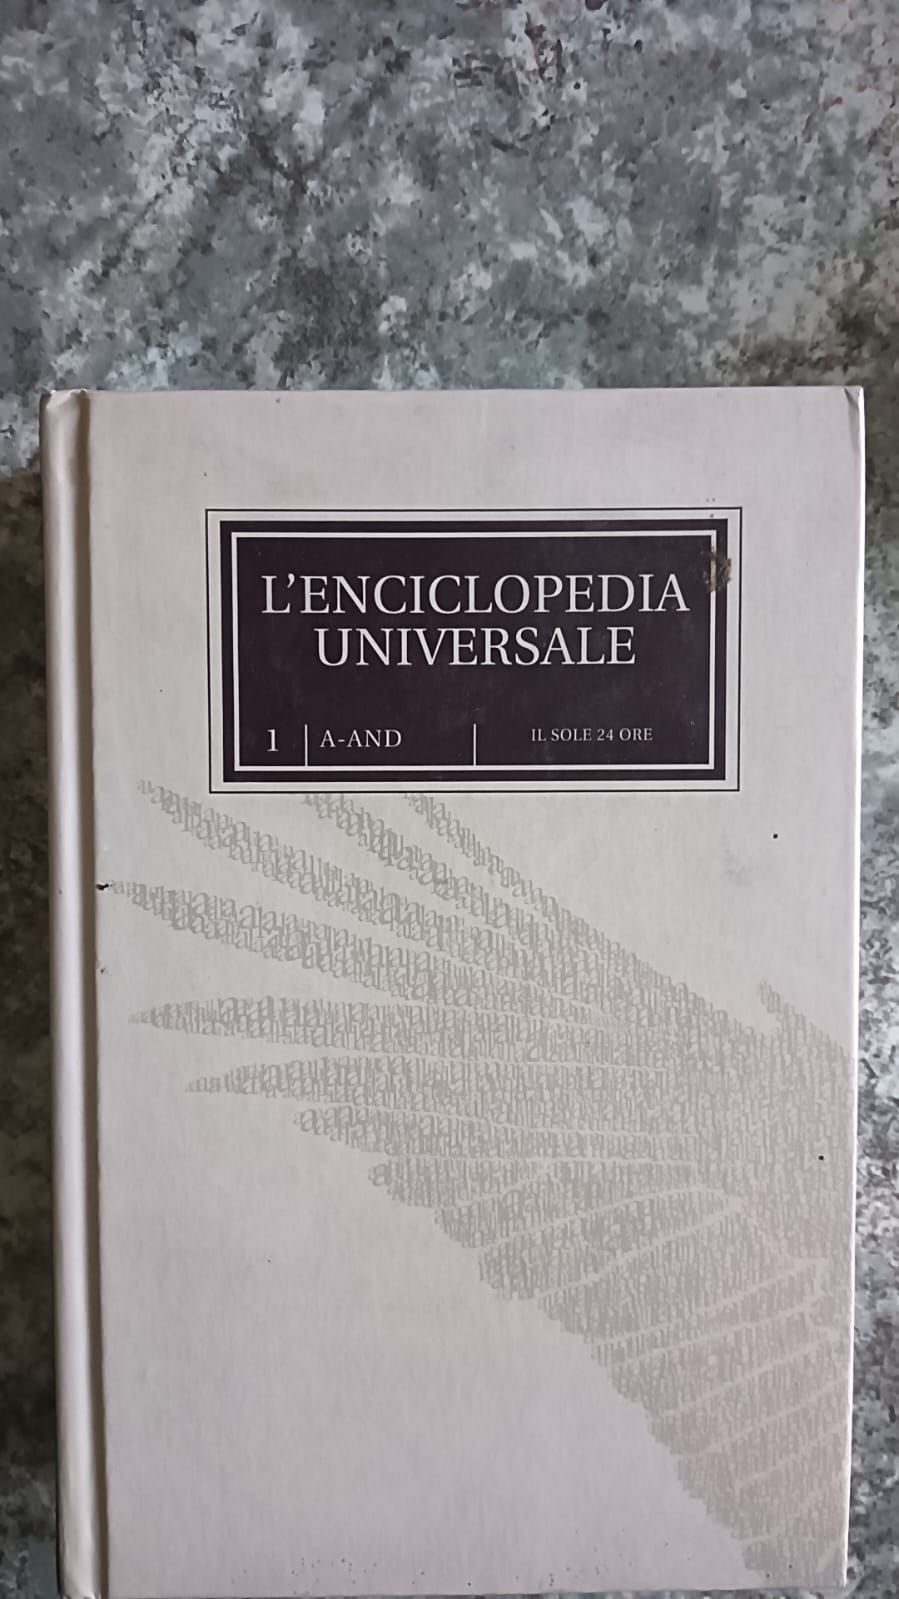 L'ENCICLOPEDIA
UNIVERSALE
1 A-AND IL SOLE 24 ORE